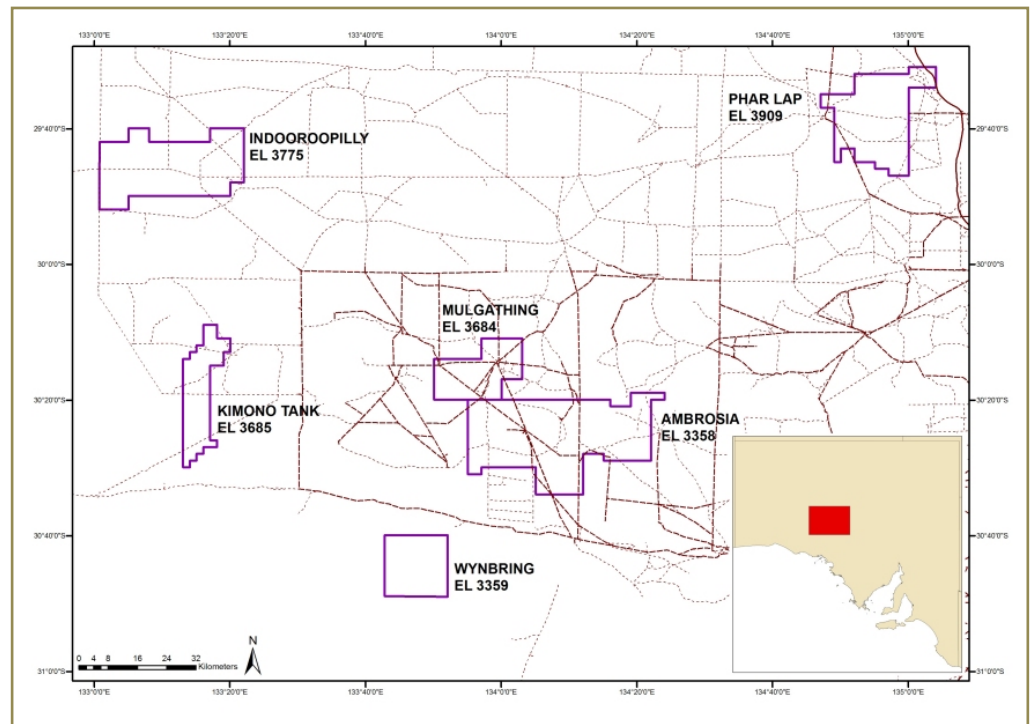 133°0'0"E 133°20'0"E 133°40'0"E 134°0'0"E 134°20'0"E 134°40'0"E 135°0'0"E
PHAR LAP
EL 3909
29°40'0"S 29°40'0"S
INDOOROOPILLY
EL 3775
30°0'0"S 30°0'0"S
MULGATHING
EL 3684
30°20'0"S 30°20'0"S
KIMONO TANK
EL 3685
AMBROSIA
EL 3358
30°40'0"S 30°40'0"S
WYNBRING
EL 3359
N
0 4 8 16 24 32
Kilometers
31°0'0"S 31°0'0"S
133°0'0"E 133°20'0"E 133°40'0"E 134°0'0"E 134°20'0"E 134°40'0"E 135°0'0"E